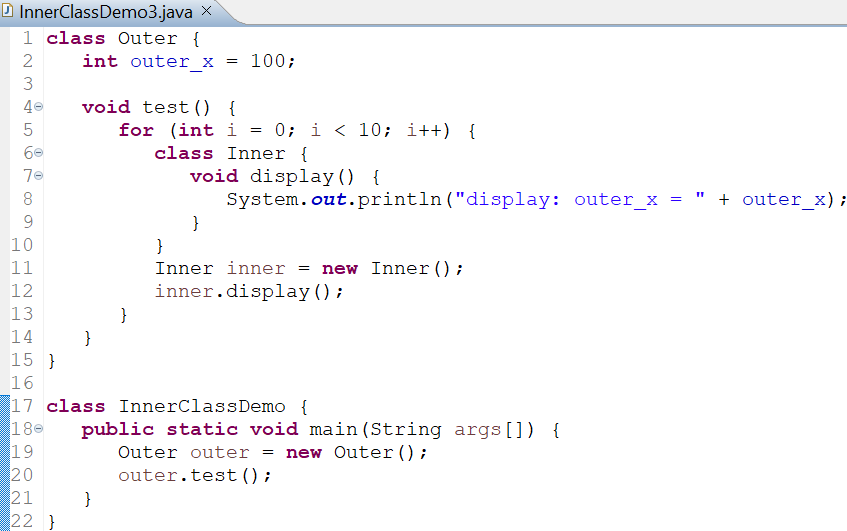 InnerClassDemo3.java
1 class Outer {
2    int outer_x = 100;
3
4    void test() {
5       for (int i = 0; i < 10; i++) {
6          class Inner {
7             void display() {
8                System.out.println("display: outer_x = " + outer_x);
9             }
10          }
11          Inner inner = new Inner();
12          inner.display();
13       }
14    }
15 }
16
17 class InnerClassDemo {
18    public static void main(String args[]) {
19       Outer outer = new Outer();
20       outer.test();
21    }
22 }